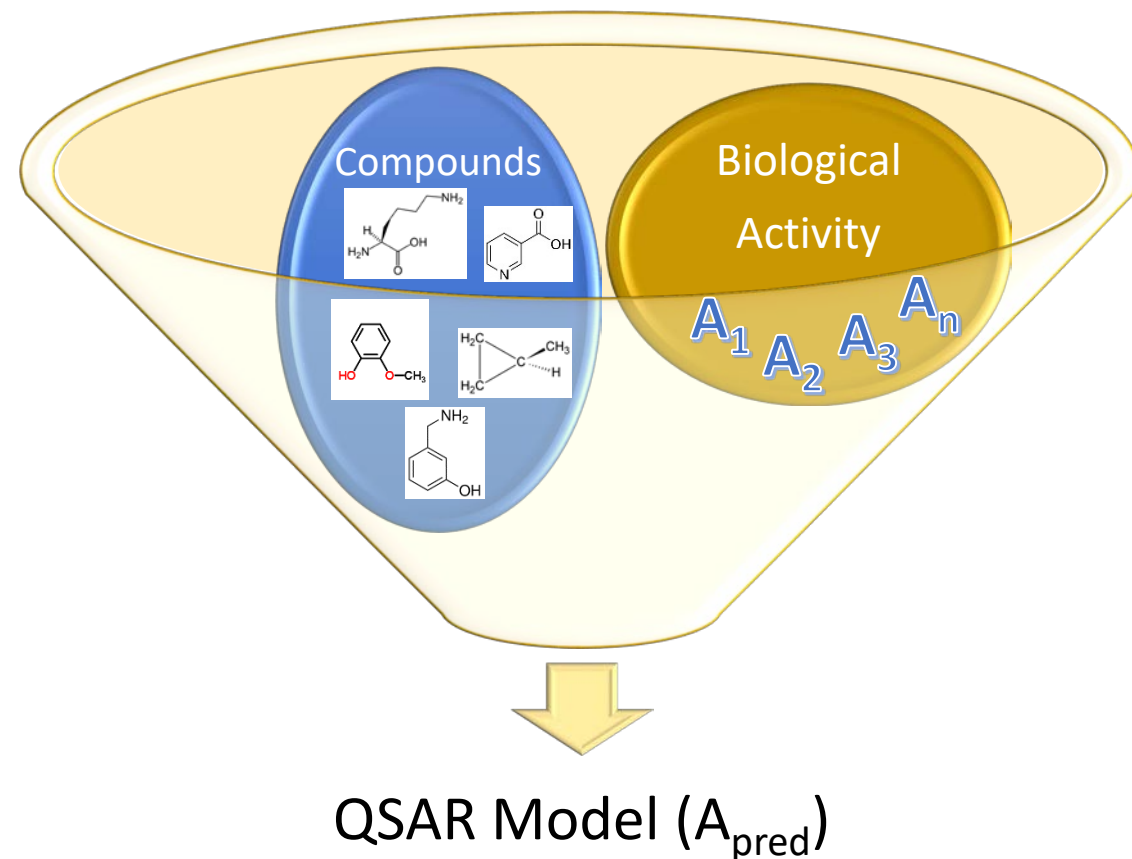 Compounds
NH₂
H
H₂N
OH
O
O
OH
N
HO
O
CH₃
H₂C
CH₃
C
H
H₂C
NH₂
OH
Biological
Activity
A₁ A₂ A₃ Aₙ
QSAR Model (A_pred)